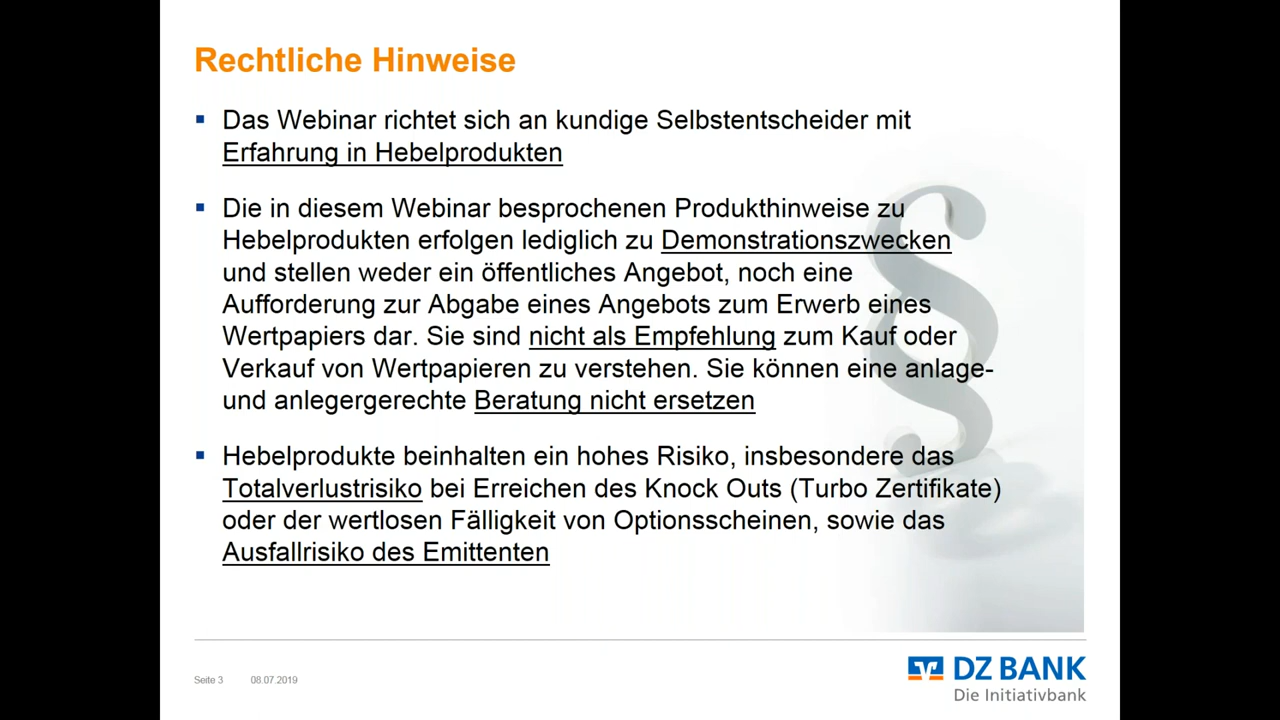 Rechtliche Hinweise
▪ Das Webinar richtet sich an kundige Selbstentscheider mit
Erfahrung in Hebelprodukten
▪ Die in diesem Webinar besprochenen Produkthinweise zu
Hebelprodukten erfolgen lediglich zu Demonstrationszwecken
und stellen weder ein öffentliches Angebot, noch eine
Aufforderung zur Abgabe eines Angebots zum Erwerb eines
Wertpapiers dar. Sie sind nicht als Empfehlung zum Kauf oder
Verkauf von Wertpapieren zu verstehen. Sie können eine anlage-
und anlegergerechte Beratung nicht ersetzen
▪ Hebelprodukte beinhalten ein hohes Risiko, insbesondere das
Totalverlustrisiko bei Erreichen des Knock Outs (Turbo Zertifikate)
oder der wertlosen Fälligkeit von Optionsscheinen, sowie das
Ausfallrisiko des Emittenten
Seite 3 08.07.2019
DZ BANK
Die Initiativbank